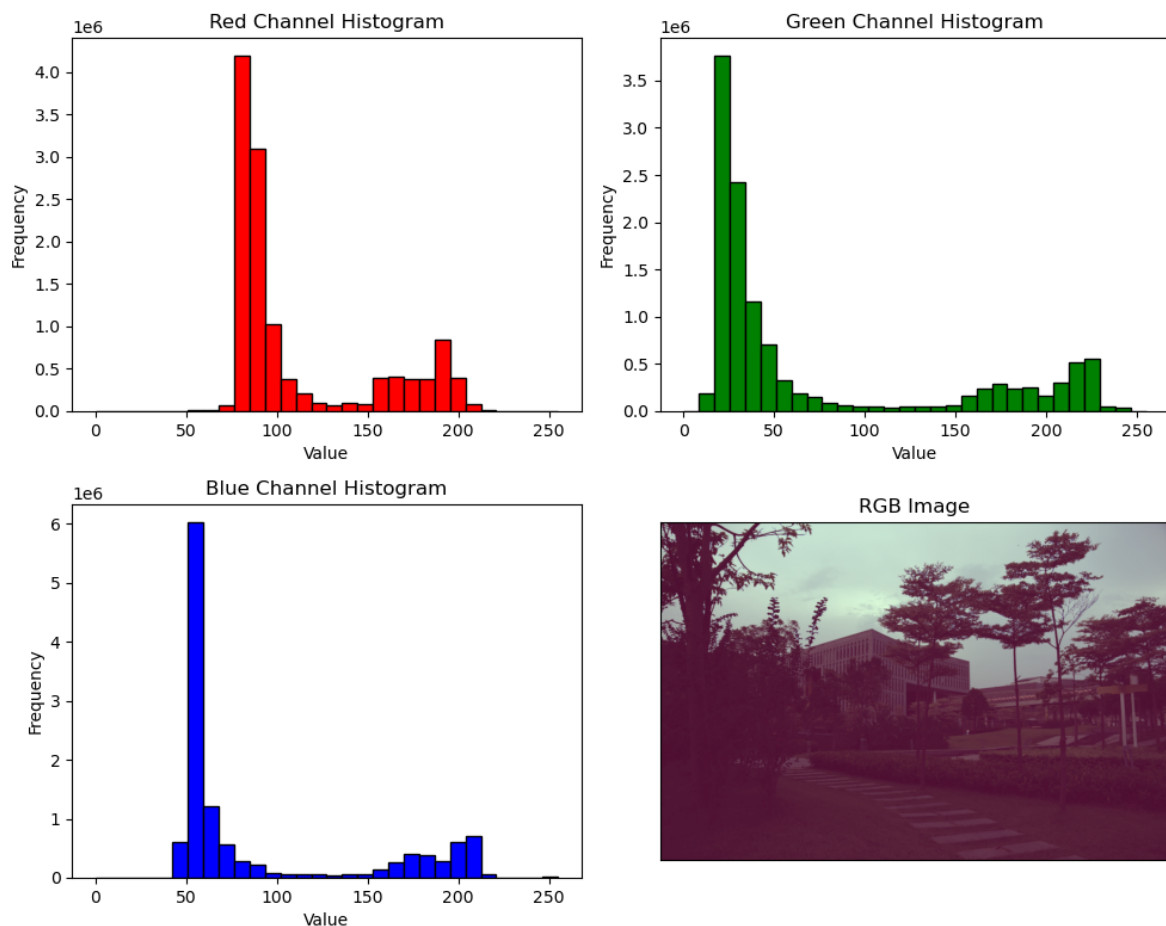 Red Channel Histogram
1e6
4.0
3.5
3.0
2.5
2.0
1.5
1.0
0.5
0.0
Frequency
0 50 100 150 200 250
Value
Green Channel Histogram
1e6
3.5
3.0
2.5
2.0
1.5
1.0
0.5
0.0
Frequency
0 50 100 150 200 250
Value
Blue Channel Histogram
1e6
6
5
4
3
2
1
0
Frequency
0 50 100 150 200 250
Value
RGB Image